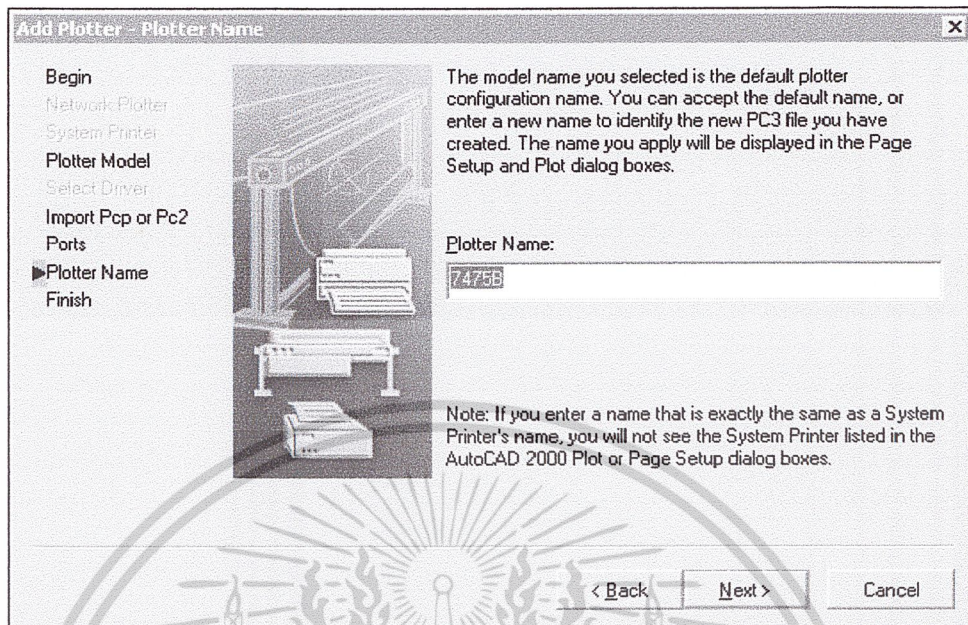 Add Plotter - Plotter Name
Begin
Network Plotter
System Printer
Plotter Model
Select Driver
Import Pcp or Pc2
Ports
Plotter Name
Finish
The model name you selected is the default plotter
configuration name. You can accept the default name, or
enter a new name to identify the new PC3 file you have
created. The name you apply will be displayed in the Page
Setup and Plot dialog boxes.
Plotter Name:
7475B
Note: If you enter a name that is exactly the same as a System
Printer's name, you will not see the System Printer listed in the
AutoCAD 2000 Plot or Page Setup dialog boxes.
< Back
Next >
Cancel